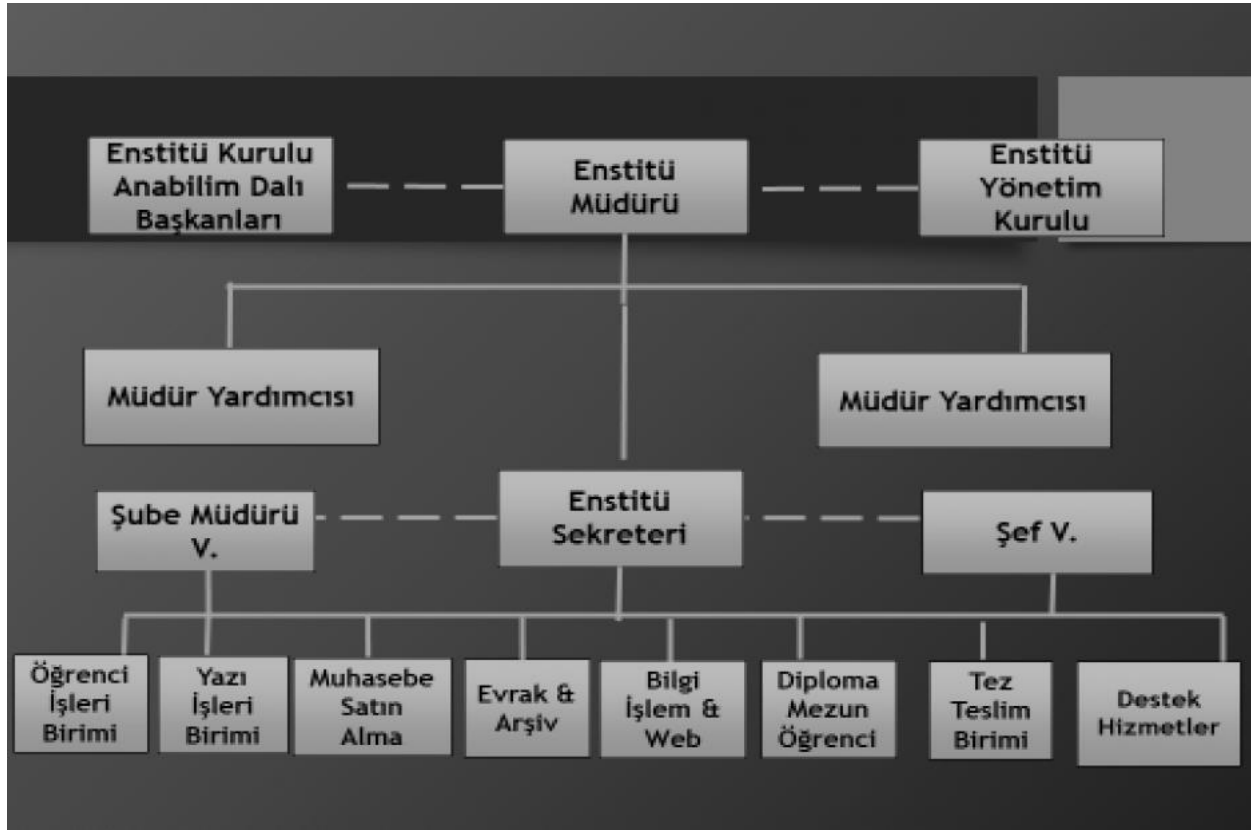 Enstitü Kurulu
Anabilim Dalı
Başkanları
Enstitü
Müdürü
Enstitü
Yönetim
Kurulu
Müdür Yardımcısı
Müdür Yardımcısı
Şube Müdürü
V.
Enstitü
Sekreteri
Şef V.
Öğrenci
İşleri
Birimi
Yazı
İşleri
Birimi
Muhasebe
Satın
Alma
Evrak &
Arşiv
Bilgi
İşlem &
Web
Diploma
Mezun
Öğrenci
Tez
Teslim
Birimi
Destek
Hizmetler